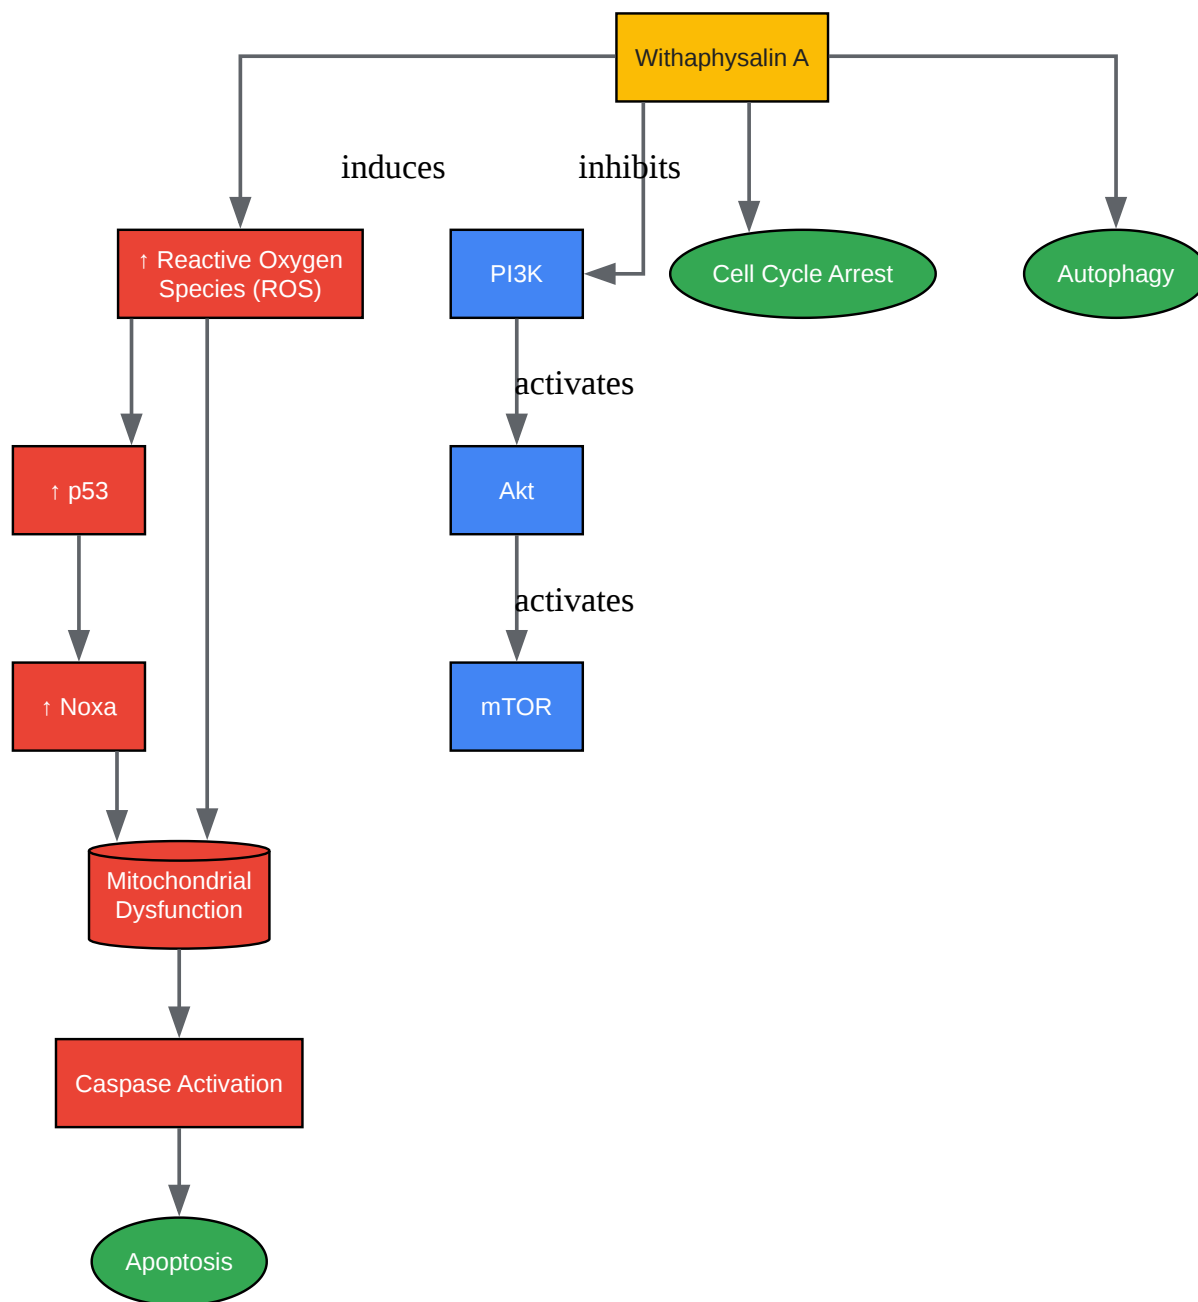 Withaphysalin A
induces
inhibits
↑ Reactive Oxygen
Species (ROS)
PI3K
Cell Cycle Arrest
Autophagy
activates
↑ p53
Akt
activates
↑ Noxa
mTOR
Mitochondrial
Dysfunction
Caspase Activation
Apoptosis